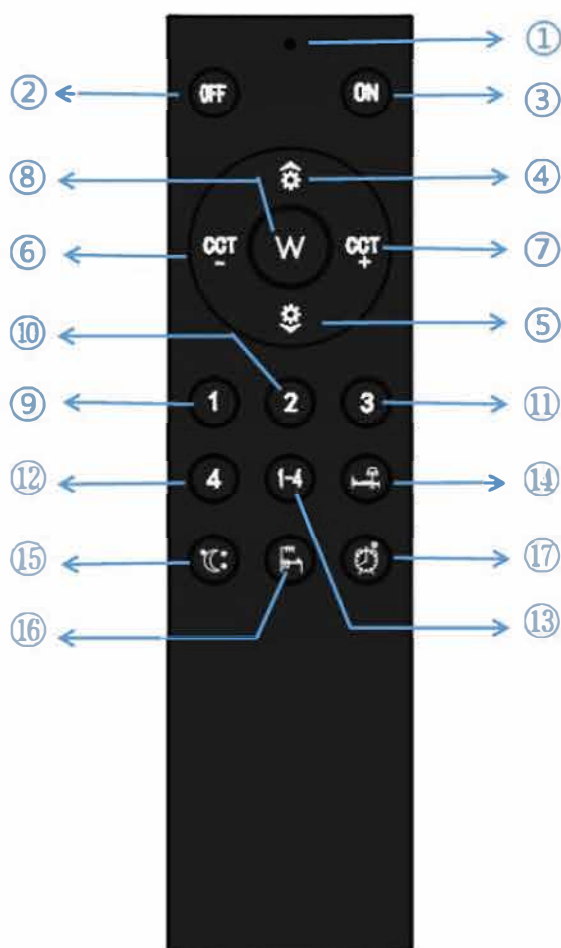 ①
② OFF ON ③
⑧ ④
⑥ CCT - W CCT + ⑦
⑩ ⑤
⑨ 1 2 3 ⑪
⑫ 4 1-4 ⑭
⑮ ⑰
⑯ ⑬